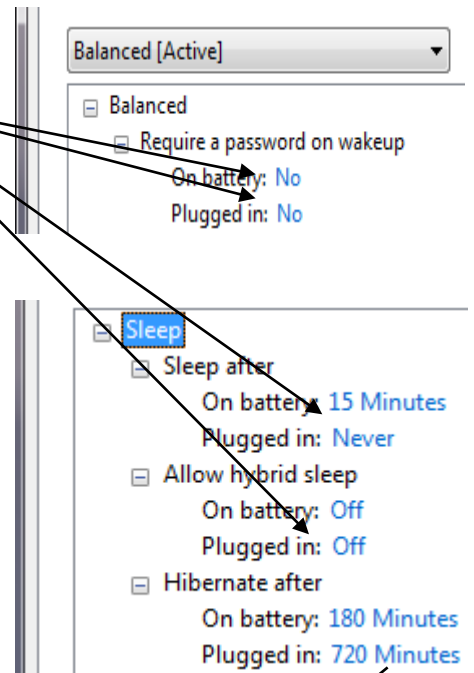 Balanced [Active]
Balanced
Require a password on wakeup
On battery: No
Plugged in: No
Sleep
Sleep after
On battery: 15 Minutes
Plugged in: Never
Allow hybrid sleep
On battery: Off
Plugged in: Off
Hibernate after
On battery: 180 Minutes
Plugged in: 720 Minutes